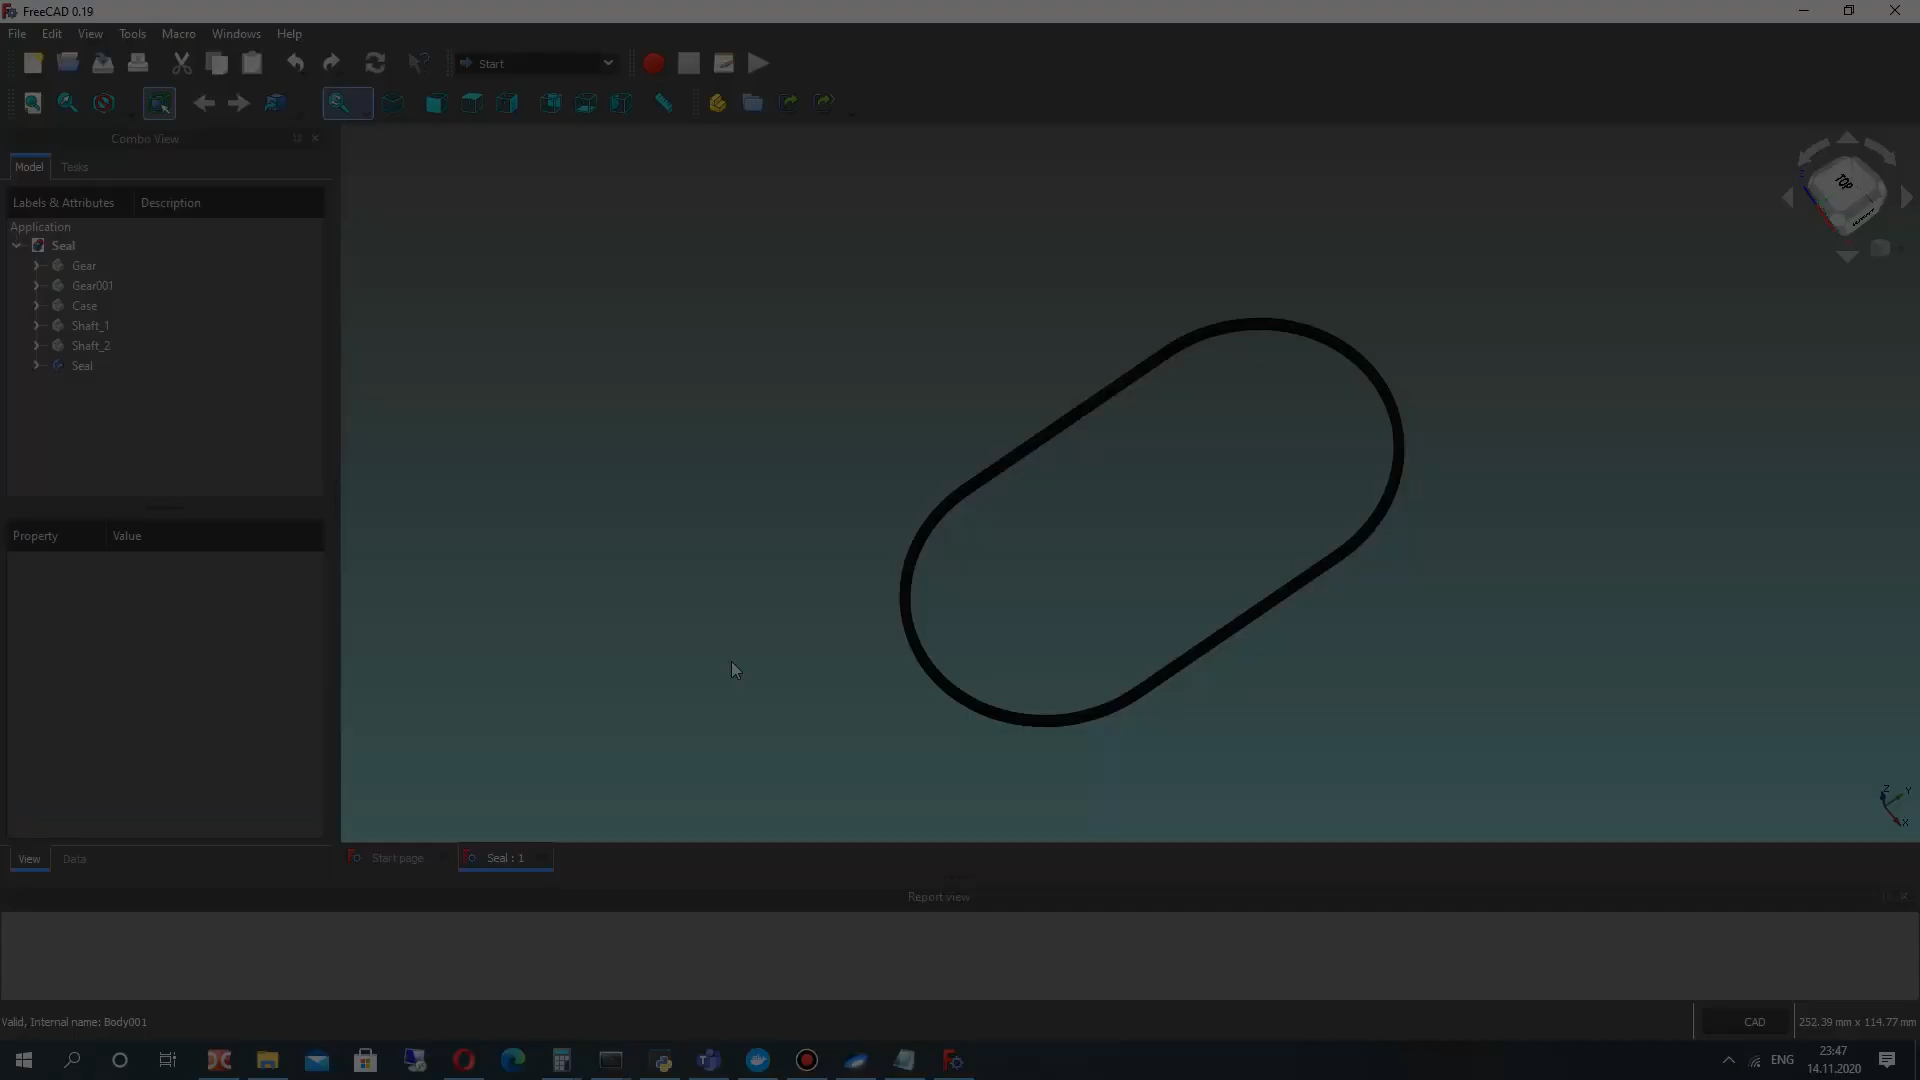 FreeCAD 0.19
File Edit View Tools Macro Windows Help
Start
Combo View
Model Tasks
Labels & Attributes Description
Application
Seal
Gear
Gear001
Case
Shaft_1
Shaft_2
Seal
TOP
Property Value
Z
Y
X
View Data
Start page Seal : 1
Report view
Valid, Internal name: Body001
CAD 252.39 mm x 114.77 mm
ENG
23:47
14.11.2020